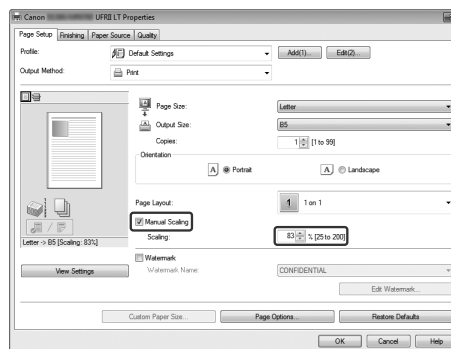 Canon UFRII LT Properties
Page Setup Finishing Paper Source Quality
Profile: Default Settings Add(1)... Edit(2)...
Output Method: Print
Page Size: Letter
Output Size: B5
Copies: 1 [1 to 99]
Orientation
A Portrait A Landscape
Page Layout: 1 1 on 1
Manual Scaling
Scaling: 83 % [25 to 200]
Letter -> B5 [Scaling: 83%]
Watermark
View Settings Watermark Name: CONFIDENTIAL
Edit Watermark...
Custom Paper Size... Page Options... Restore Defaults
OK Cancel Help